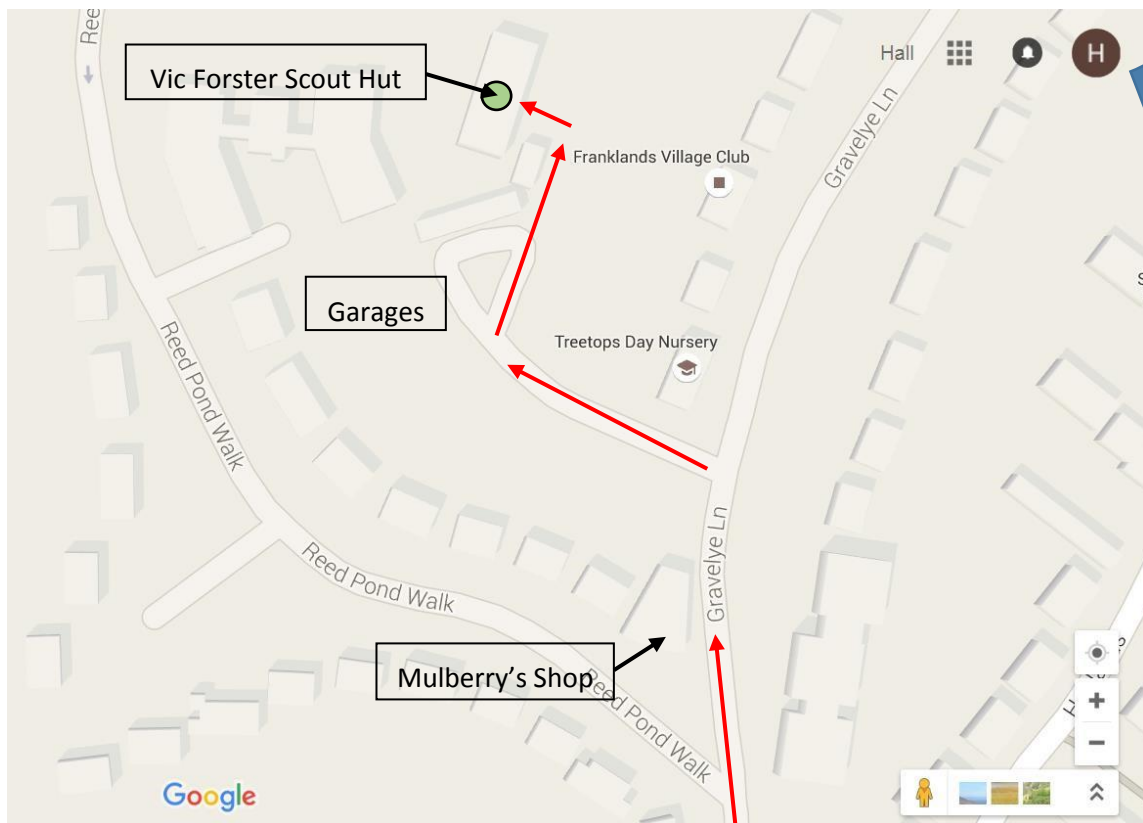 Ree
Hall
H
Vic Forster Scout Hut
Gravelye Ln
Franklands Village Club
Garages
Treetops Day Nursery
Reed Pond Walk
Gravelye Ln
Reed Pond Walk
Mulberry’s Shop
Reed Pond Walk
Google